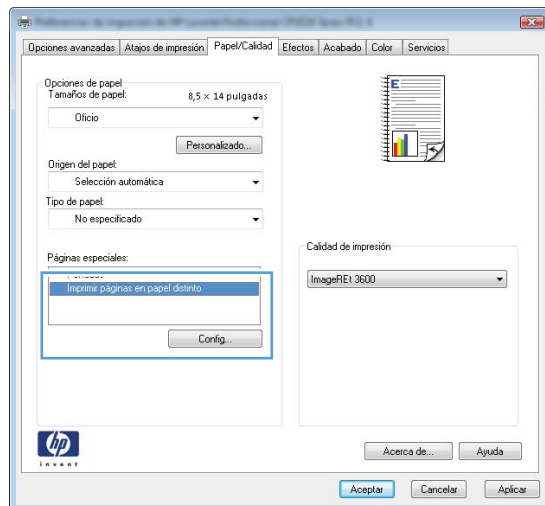 Opciones avanzadas Atajos de impresión Papel/Calidad Efectos Acabado Color Servicios
Opciones de papel
Tamaños de papel: 8,5 × 14 pulgadas
Oficio
Personalizado...
Origen del papel:
Selección automática
Tipo de papel:
No especificado
Páginas especiales:
Imprimir páginas en papel distinto
Config...
E
Calidad de impresión
ImageREt 3600
hp
invent
Acerca de... Ayuda
Aceptar Cancelar Aplicar